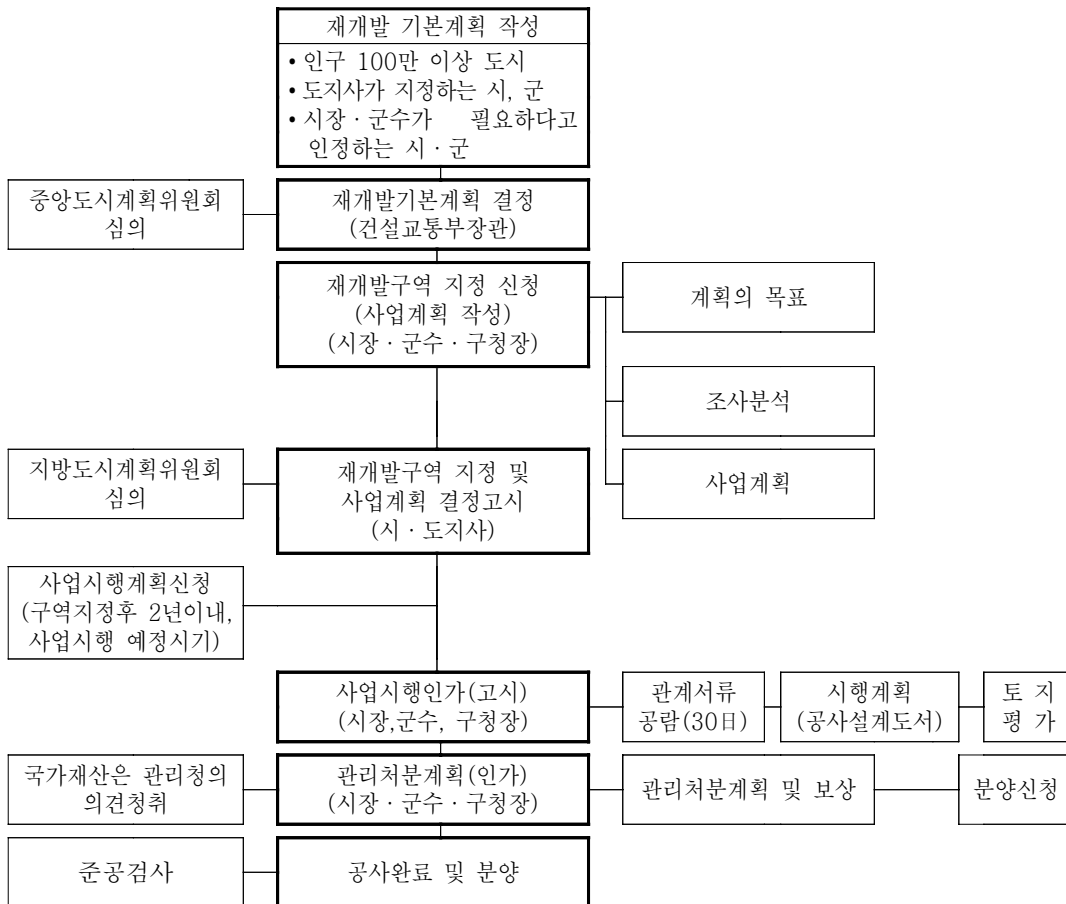 재개발 기본계획 작성
• 인구 100만 이상 도시
• 도지사가 지정하는 시, 군
• 시장 · 군수가 필요하다고
인정하는 시 · 군
중앙도시계획위원회
심의
재개발기본계획 결정
(건설교통부장관)
재개발구역 지정 신청
(사업계획 작성)
(시장 · 군수 · 구청장)
계획의 목표
조사분석
사업계획
지방도시계획위원회
심의
재개발구역 지정 및
사업계획 결정고시
(시 · 도지사)
사업시행계획신청
(구역지정후 2년이내,
사업시행 예정시기)
사업시행인가(고시)
(시장,군수, 구청장)
관계서류
공람(30日)
시행계획
(공사설계도서)
토 지
평 가
국가재산은 관리청의
의견청취
관리처분계획(인가)
(시장 · 군수 · 구청장)
관리처분계획 및 보상
분양신청
준공검사
공사완료 및 분양